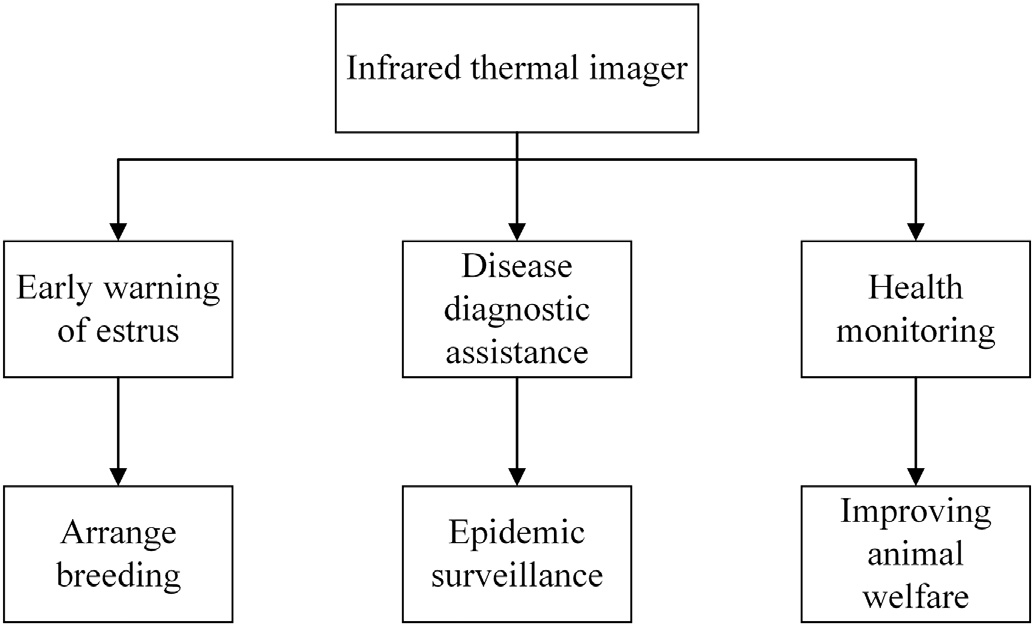 Infrared thermal imager
Early warning
of estrus
Disease
diagnostic
assistance
Health
monitoring
Arrange
breeding
Epidemic
surveillance
Improving
animal
welfare